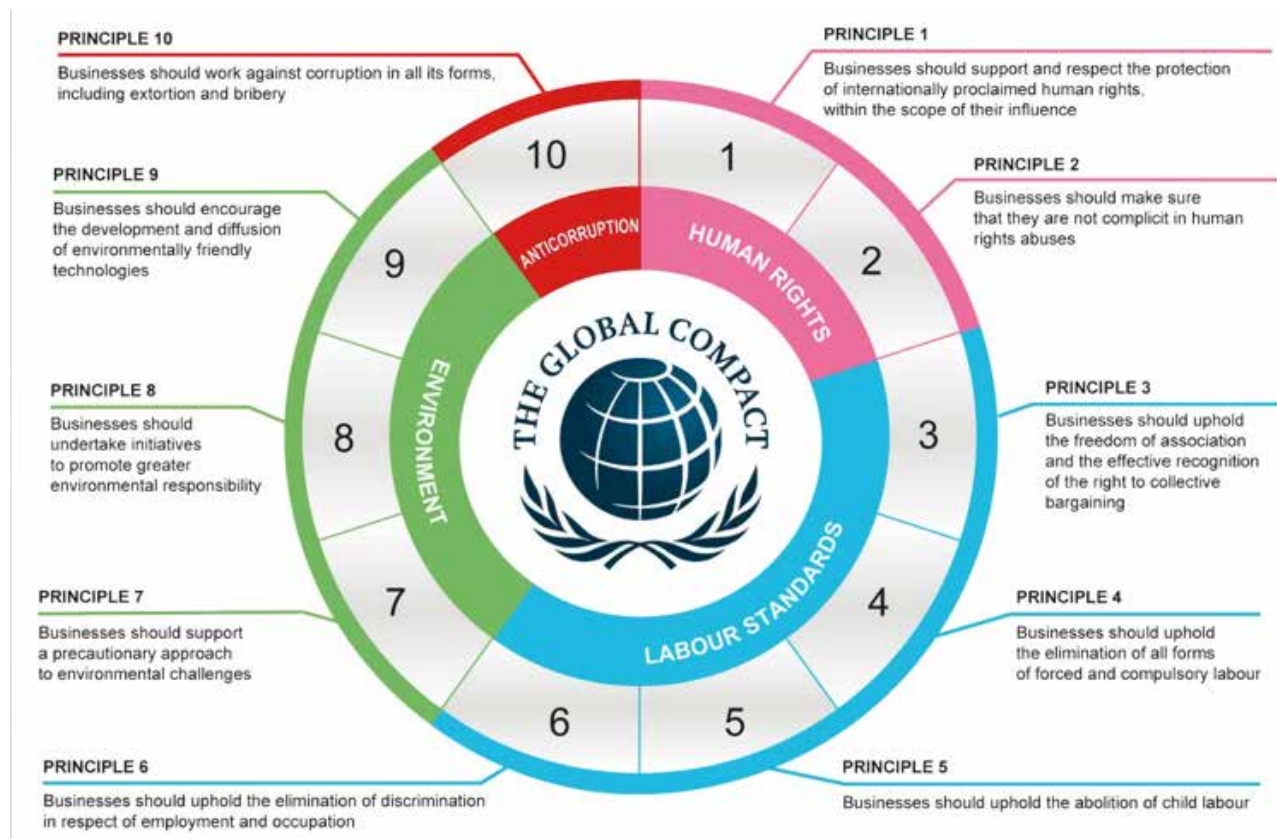 PRINCIPLE 10
Businesses should work against corruption in all its forms,
including extortion and bribery
PRINCIPLE 1
Businesses should support and respect the protection
of internationally proclaimed human rights,
within the scope of their influence
PRINCIPLE 2
Businesses should make sure
that they are not complicit in human
rights abuses
PRINCIPLE 3
Businesses should uphold
the freedom of association
and the effective recognition
of the right to collective
bargaining
PRINCIPLE 4
Businesses should uphold
the elimination of all forms
of forced and compulsory labour
PRINCIPLE 5
Businesses should uphold the abolition of child labour
PRINCIPLE 6
Businesses should uphold the elimination of discrimination
in respect of employment and occupation
PRINCIPLE 7
Businesses should support
a precautionary approach
to environmental challenges
PRINCIPLE 8
Businesses should
undertake initiatives
to promote greater
environmental responsibility
PRINCIPLE 9
Businesses should encourage
the development and diffusion
of environmentally friendly
technologies
10
1
2
3
4
5
6
7
8
9
ANTICORRUPTION
HUMAN RIGHTS
LABOUR STANDARDS
ENVIRONMENT
THE GLOBAL COMPACT